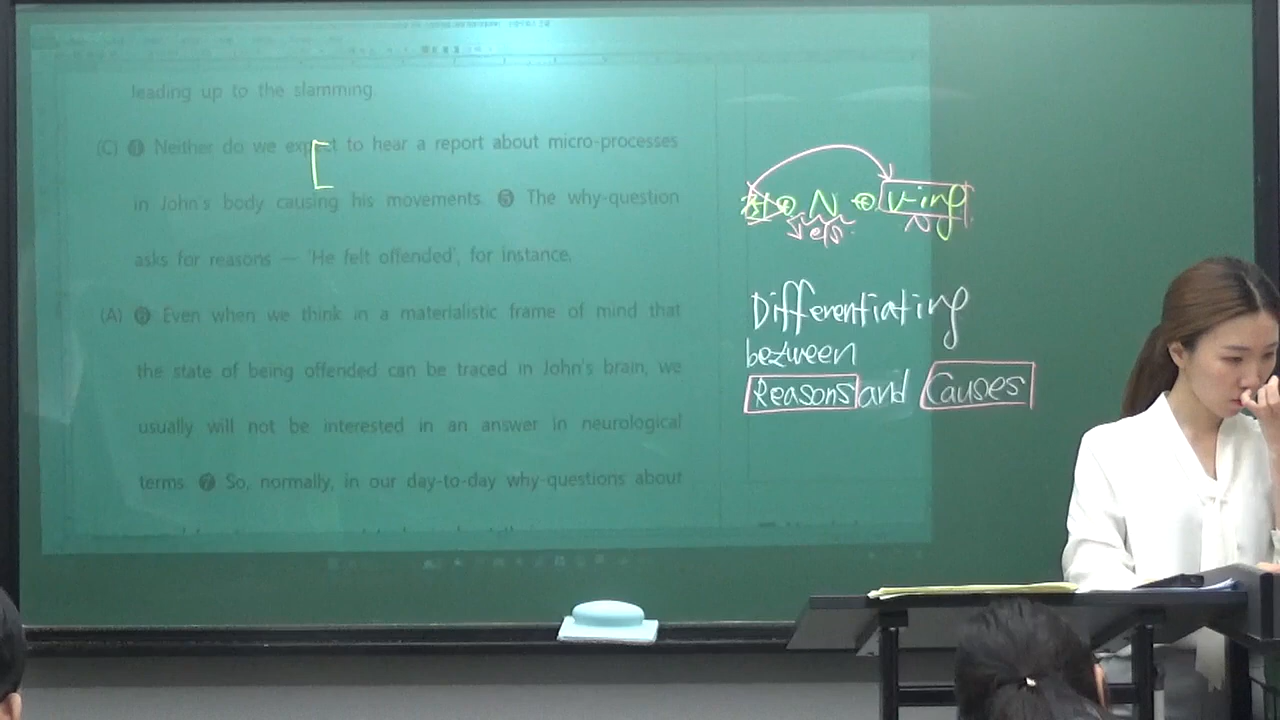 leading up to the slamming.
(C) ❹ Neither do we expect to hear a report about micro-processes
in John's body causing his movements. ❺ The why-question
asks for reasons — 'He felt offended', for instance.
(A) ❻ Even when we think in a materialistic frame of mind that
the state of being offended can be traced in John's brain, we
usually will not be interested in an answer in neurological
terms ❼ So, normally, in our day-to-day why-questions about
⊕ N ⊕ V-ing
N
Differentiating
between
Reasons and Causes